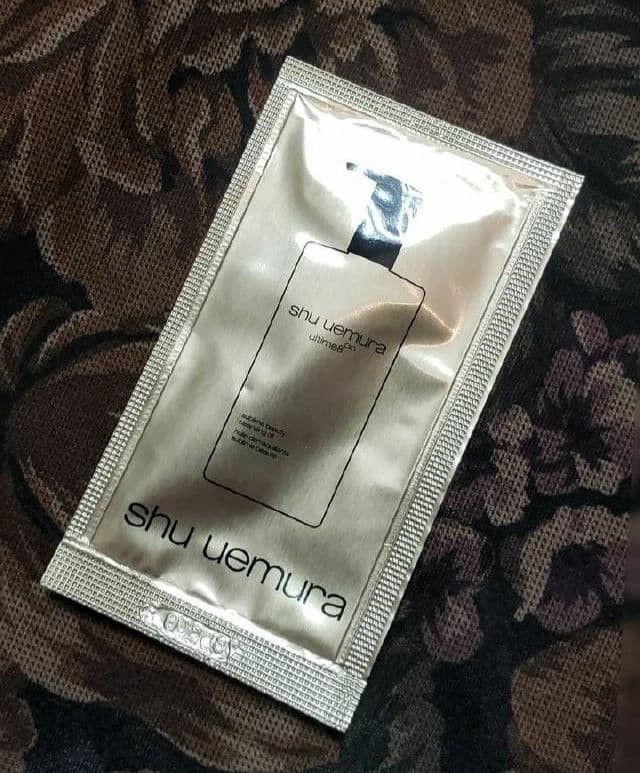 shu uemura
ultime8∞
sublime beauty
cleansing oil
huile démaquillante
sublime beauté
shu uemura